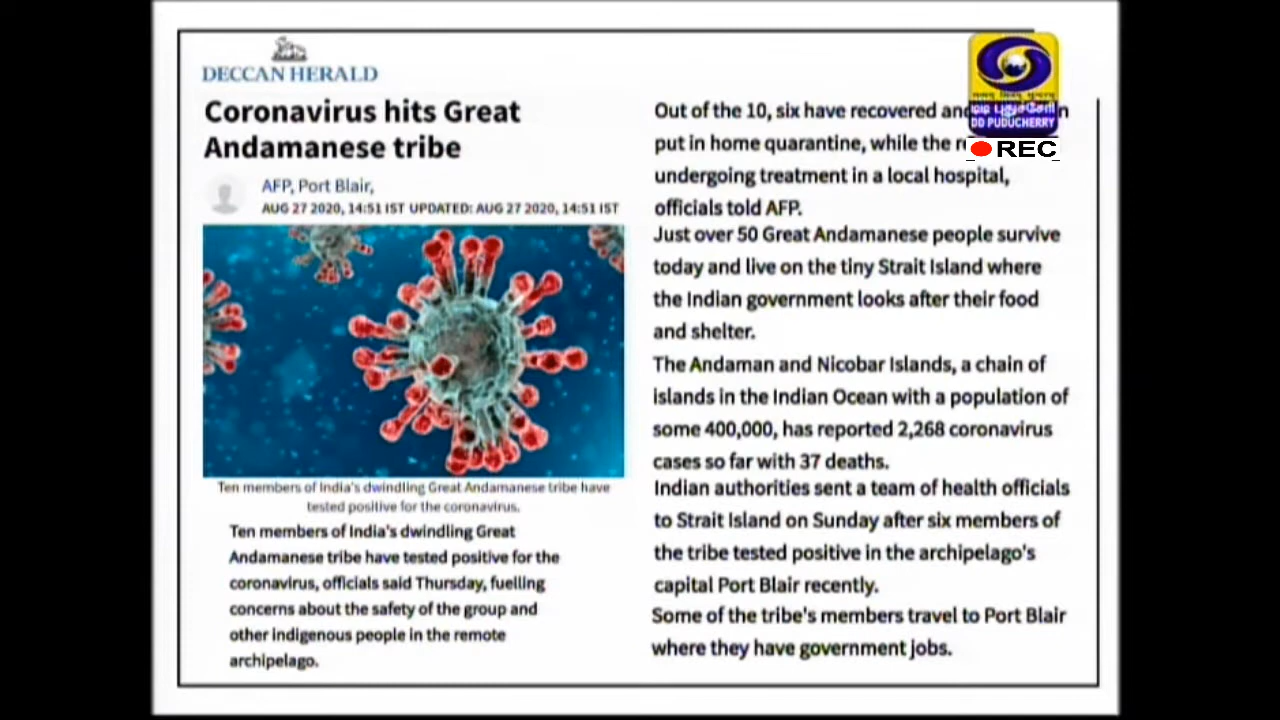 DECCAN HERALD
Coronavirus hits Great
Andamanese tribe
AFP, Port Blair,
AUG 27 2020, 14:51 IST UPDATED: AUG 27 2020, 14:51 IST
Ten members of India's dwindling Great Andamanese tribe have
tested positive for the coronavirus.
Ten members of India's dwindling Great
Andamanese tribe have tested positive for the
coronavirus, officials said Thursday, fuelling
concerns about the safety of the group and
other indigenous people in the remote
archipelago.
Out of the 10, six have recovered and
put in home quarantine, while the
undergoing treatment in a local hospital,
officials told AFP.
Just over 50 Great Andamanese people survive
today and live on the tiny Strait Island where
the Indian government looks after their food
and shelter.
The Andaman and Nicobar Islands, a chain of
islands in the Indian Ocean with a population of
some 400,000, has reported 2,268 coronavirus
cases so far with 37 deaths.
Indian authorities sent a team of health officials
to Strait Island on Sunday after six members of
the tribe tested positive in the archipelago's
capital Port Blair recently.
Some of the tribe's members travel to Port Blair
where they have government jobs.
DD PUDUCHERRY
REC